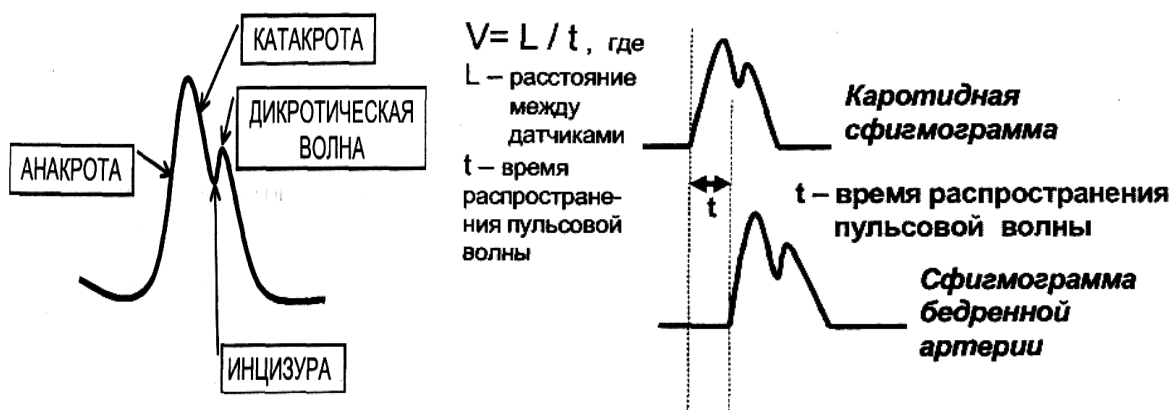 КАТАКРОТА
ДИКРОТИЧЕСКАЯ
ВОЛНА
АНАКРОТА
ИНЦИЗУРА
V= L / t, где
L – расстояние
между
датчиками
t – время
распростране-
ния пульсовой
волны
Каротидная
сфигмограмма
t
t – время распространения
пульсовой волны
Сфигмограмма
бедренной
артерии